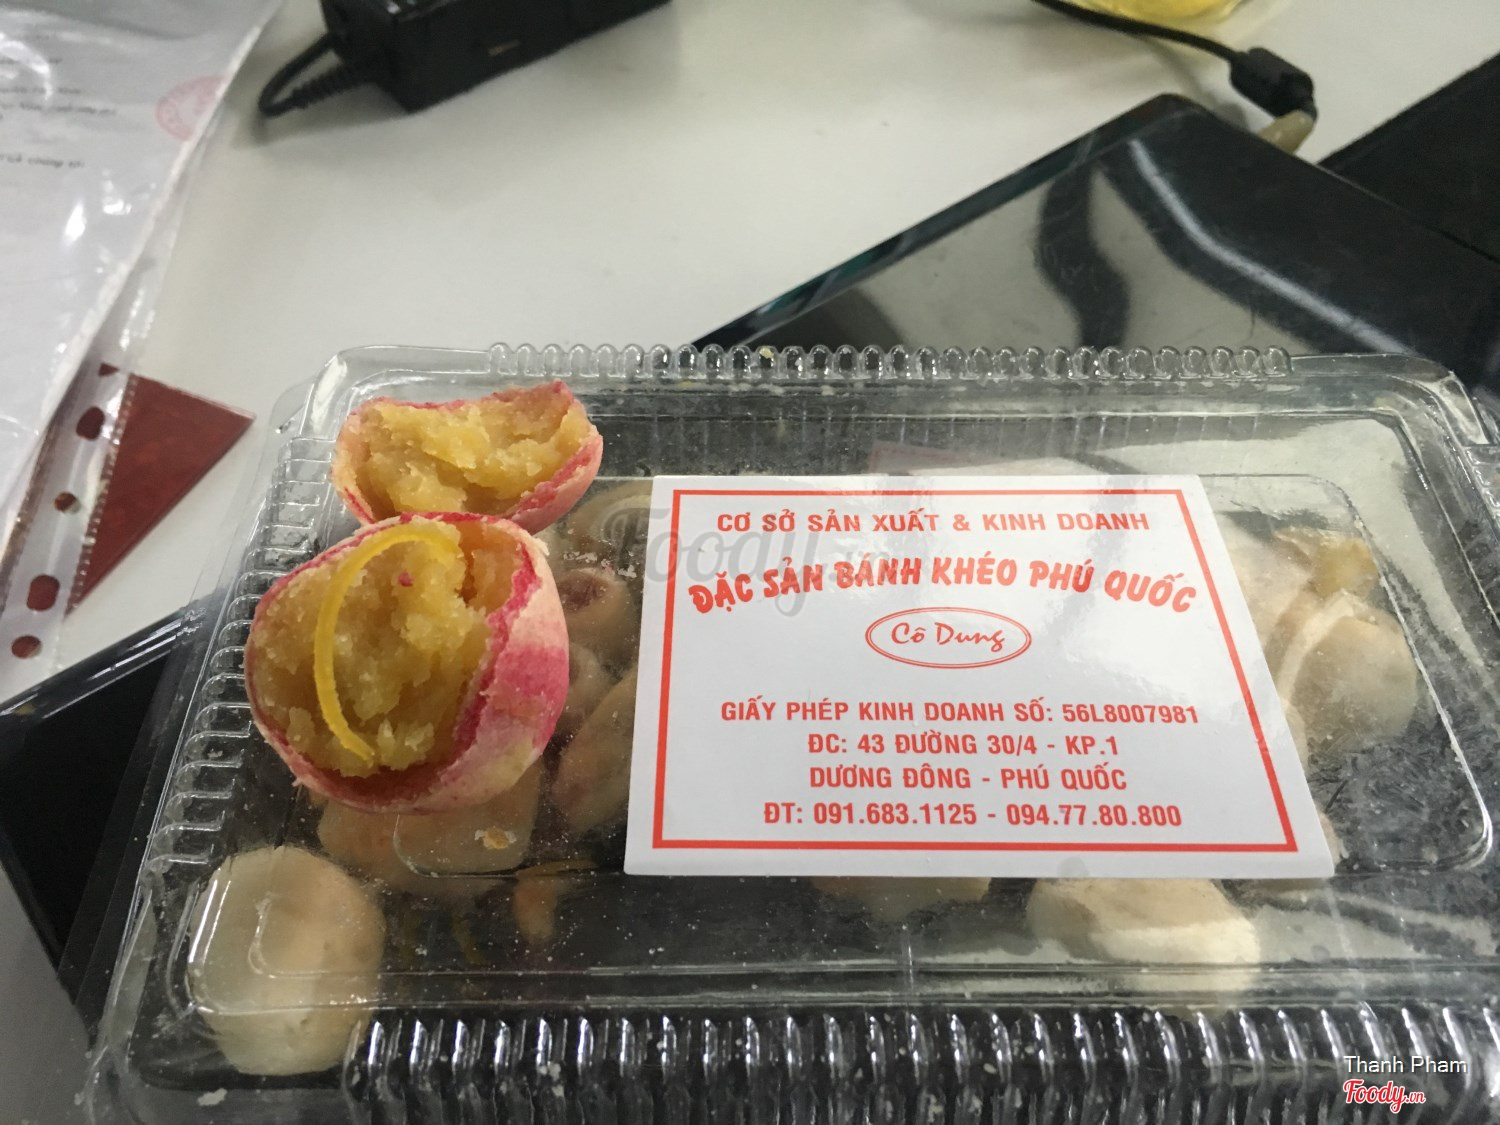 CƠ SỞ SẢN XUẤT & KINH DOANH
ĐẶC SẢN BÁNH KHÉO PHÚ QUỐC
Cô Dung
GIẤY PHÉP KINH DOANH SỐ: 56L8007981
ĐC: 43 ĐƯỜNG 30/4 - KP.1
DƯƠNG ĐÔNG - PHÚ QUỐC
ĐT: 091.683.1125 - 094.77.80.800
Foody.vn
Thanh Pham
Foody.vn